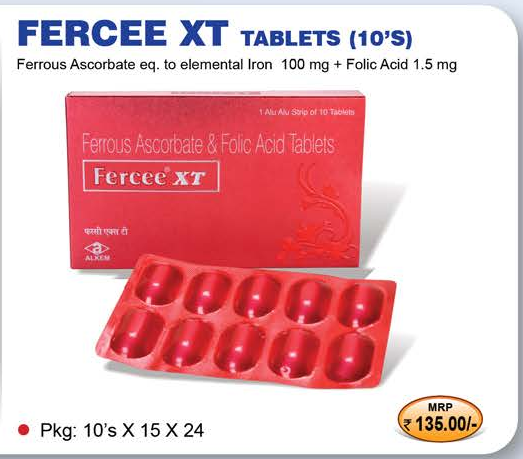 FERCEE XT TABLETS (10'S)
Ferrous Ascorbate eq. to elemental Iron 100 mg + Folic Acid 1.5 mg
1 Alu Alu Strip of 10 Tablets
Ferrous Ascorbate & Folic Acid Tablets
Fercee® XT
फरसी एक्स टी
a
ALKEM
MRP
₹ 135.00/-
Pkg: 10's X 15 X 24